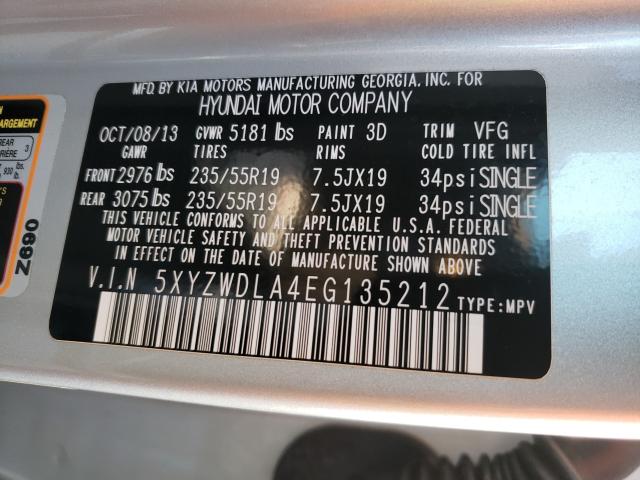 MFD. BY KIA MOTORS MANUFACTURING GEORGIA, INC. FOR
HYUNDAI MOTOR COMPANY
OCT/08/13 GVWR 5181 lbs PAINT 3D TRIM VFG
GAWR TIRES RIMS COLD TIRE INFL
FRONT 2976 lbs 235/55R19 7.5JX19 34psi SINGLE
REAR 3075 lbs 235/55R19 7.5JX19 34psi SINGLE
THIS VEHICLE CONFORMS TO ALL APPLICABLE U.S.A. FEDERAL
MOTOR VEHICLE SAFETY AND THEFT PREVENTION STANDARDS
IN EFFECT ON THE DATE OF MANUFACTURE SHOWN ABOVE.
V.I.N 5XYZWDLA4EG135212 TYPE: MPV
REAR 3
lbs.
Z690